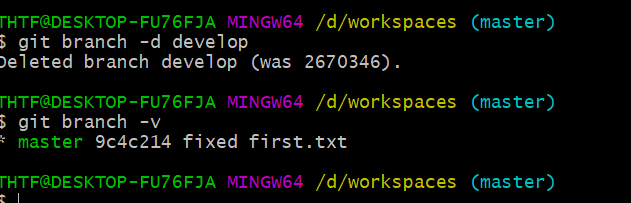 THTF@DESKTOP-FU76FJA MINGW64 /d/workspaces (master)
$ git branch -d develop
Deleted branch develop (was 2670346).
THTF@DESKTOP-FU76FJA MINGW64 /d/workspaces (master)
$ git branch -v
* master 9c4c214 fixed first.txt
THTF@DESKTOP-FU76FJA MINGW64 /d/workspaces (master)
$